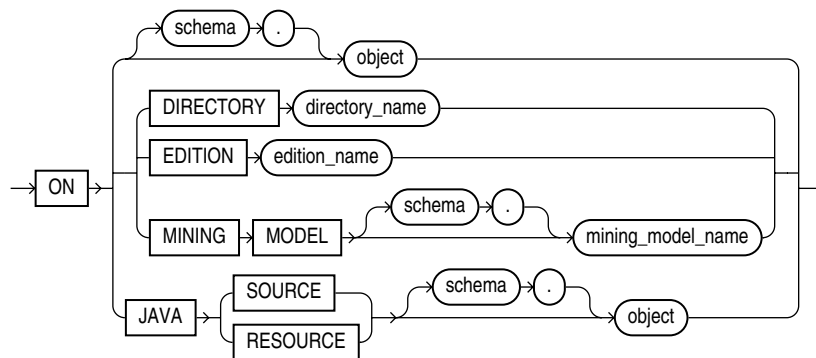 schema .
object
DIRECTORY directory_name
EDITION edition_name
ON
schema .
MINING MODEL mining_model_name
SOURCE schema .
JAVA object
RESOURCE